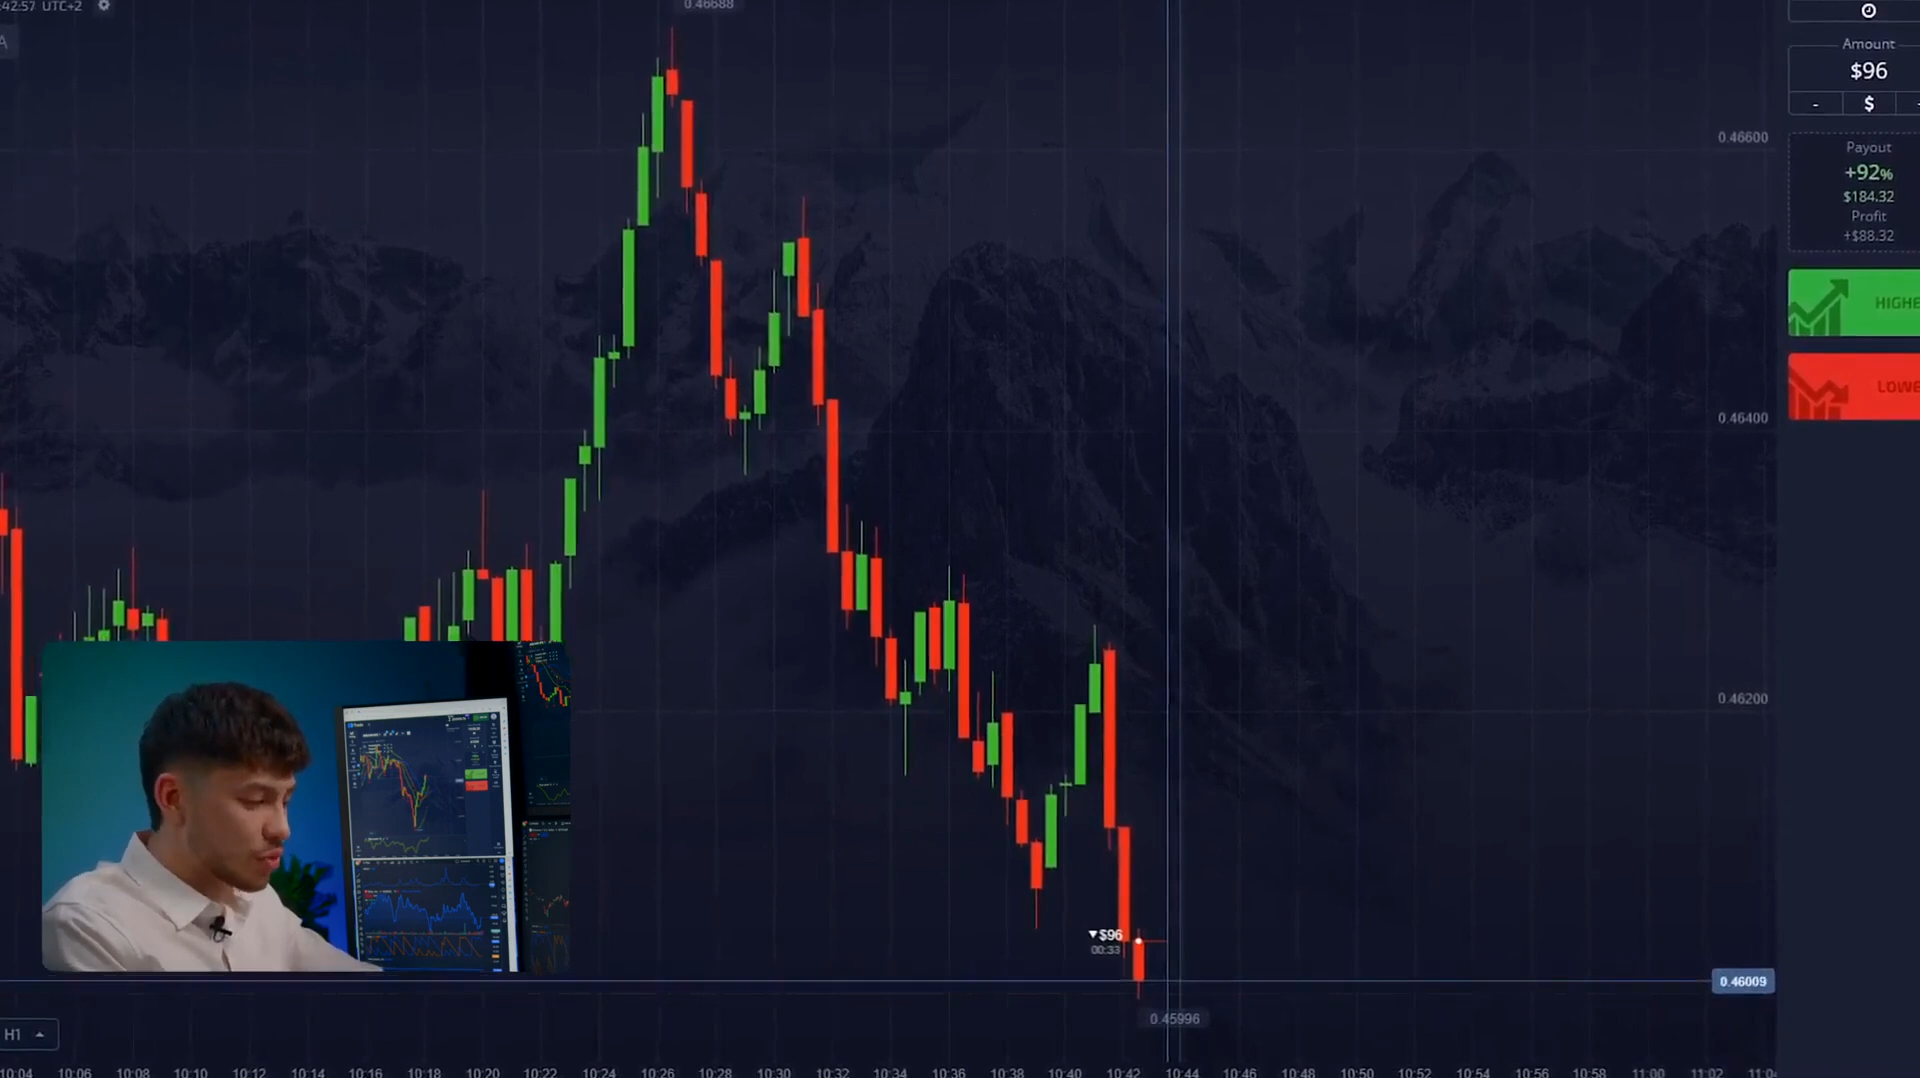 :42:57 UTC+2
0.46688
Amount
$96
- $
0.46600
Payout
+92%
$184.32
Profit
+$88.32
HIGHE
LOWE
0.46400
0.46200
▼$96
00:33
0.46009
0.45996
H1
10:04 10:06 10:08 10:10 10:12 10:14 10:16 10:18 10:20 10:22 10:24 10:26 10:28 10:30 10:32 10:34 10:36 10:38 10:40 10:42 10:44 10:46 10:48 10:50 10:52 10:54 10:56 10:58 11:00 11:02 11:04